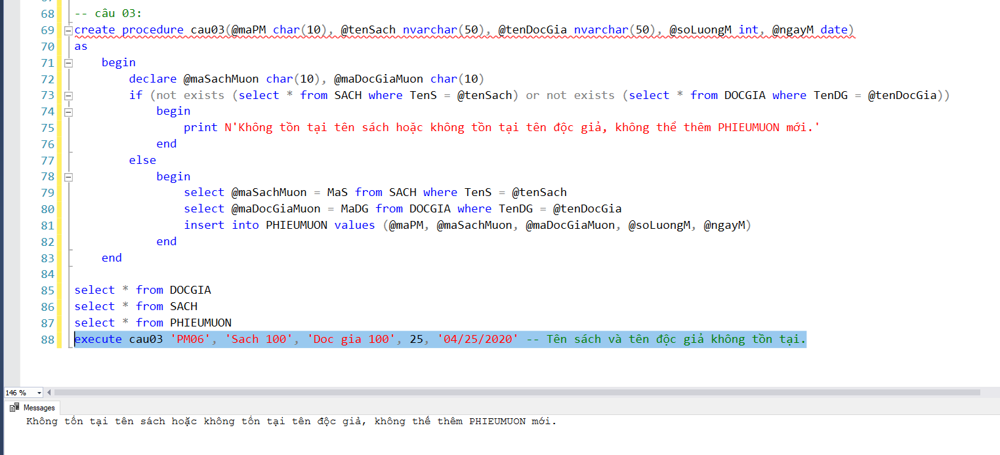 68 -- câu 03:
69 create procedure cau03(@maPM char(10), @tenSach nvarchar(50), @tenDocGia nvarchar(50), @soLuongM int, @ngayM date)
70 as
71 begin
72 declare @maSachMuon char(10), @maDocGiaMuon char(10)
73 if (not exists (select * from SACH where TenS = @tenSach) or not exists (select * from DOCGIA where TenDG = @tenDocGia))
74 begin
75 print N'Không tồn tại tên sách hoặc không tồn tại tên độc giả, không thể thêm PHIEUMUON mới.'
76 end
77 else
78 begin
79 select @maSachMuon = MaS from SACH where TenS = @tenSach
80 select @maDocGiaMuon = MaDG from DOCGIA where TenDG = @tenDocGia
81 insert into PHIEUMUON values (@maPM, @maSachMuon, @maDocGiaMuon, @soLuongM, @ngayM)
82 end
83 end
84
85 select * from DOCGIA
86 select * from SACH
87 select * from PHIEUMUON
88 execute cau03 'PM06', 'Sach 100', 'Doc gia 100', 25, '04/25/2020' -- Tên sách và tên độc giả không tồn tại.
146 %
Messages
Không tồn tại tên sách hoặc không tồn tại tên độc giả, không thể thêm PHIEUMUON mới.